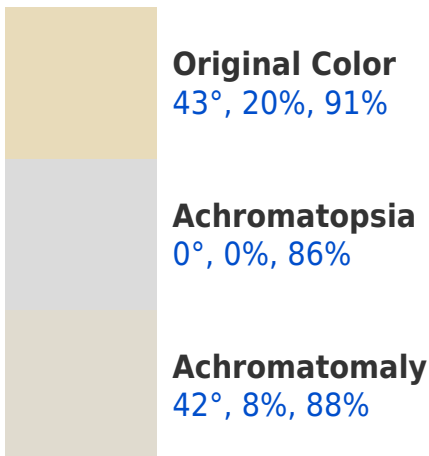 Original Color
43°, 20%, 91%
Achromatopsia
0°, 0%, 86%
Achromatomaly
42°, 8%, 88%